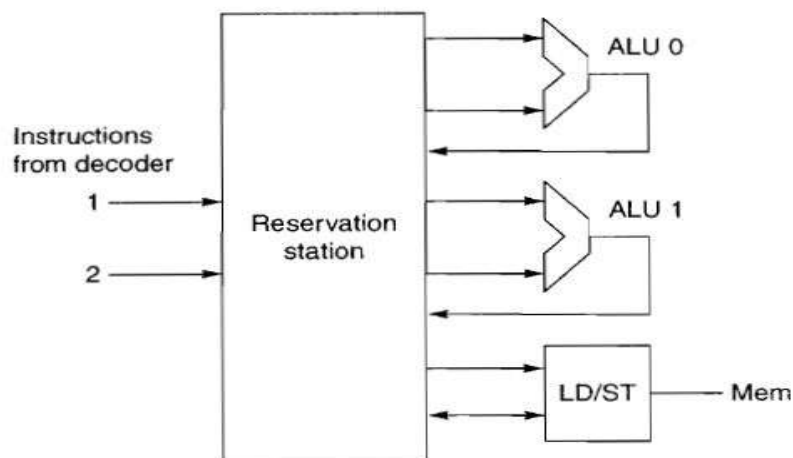 ALU 0
Instructions
from decoder
1
2
Reservation
station
ALU 1
LD/ST
Mem